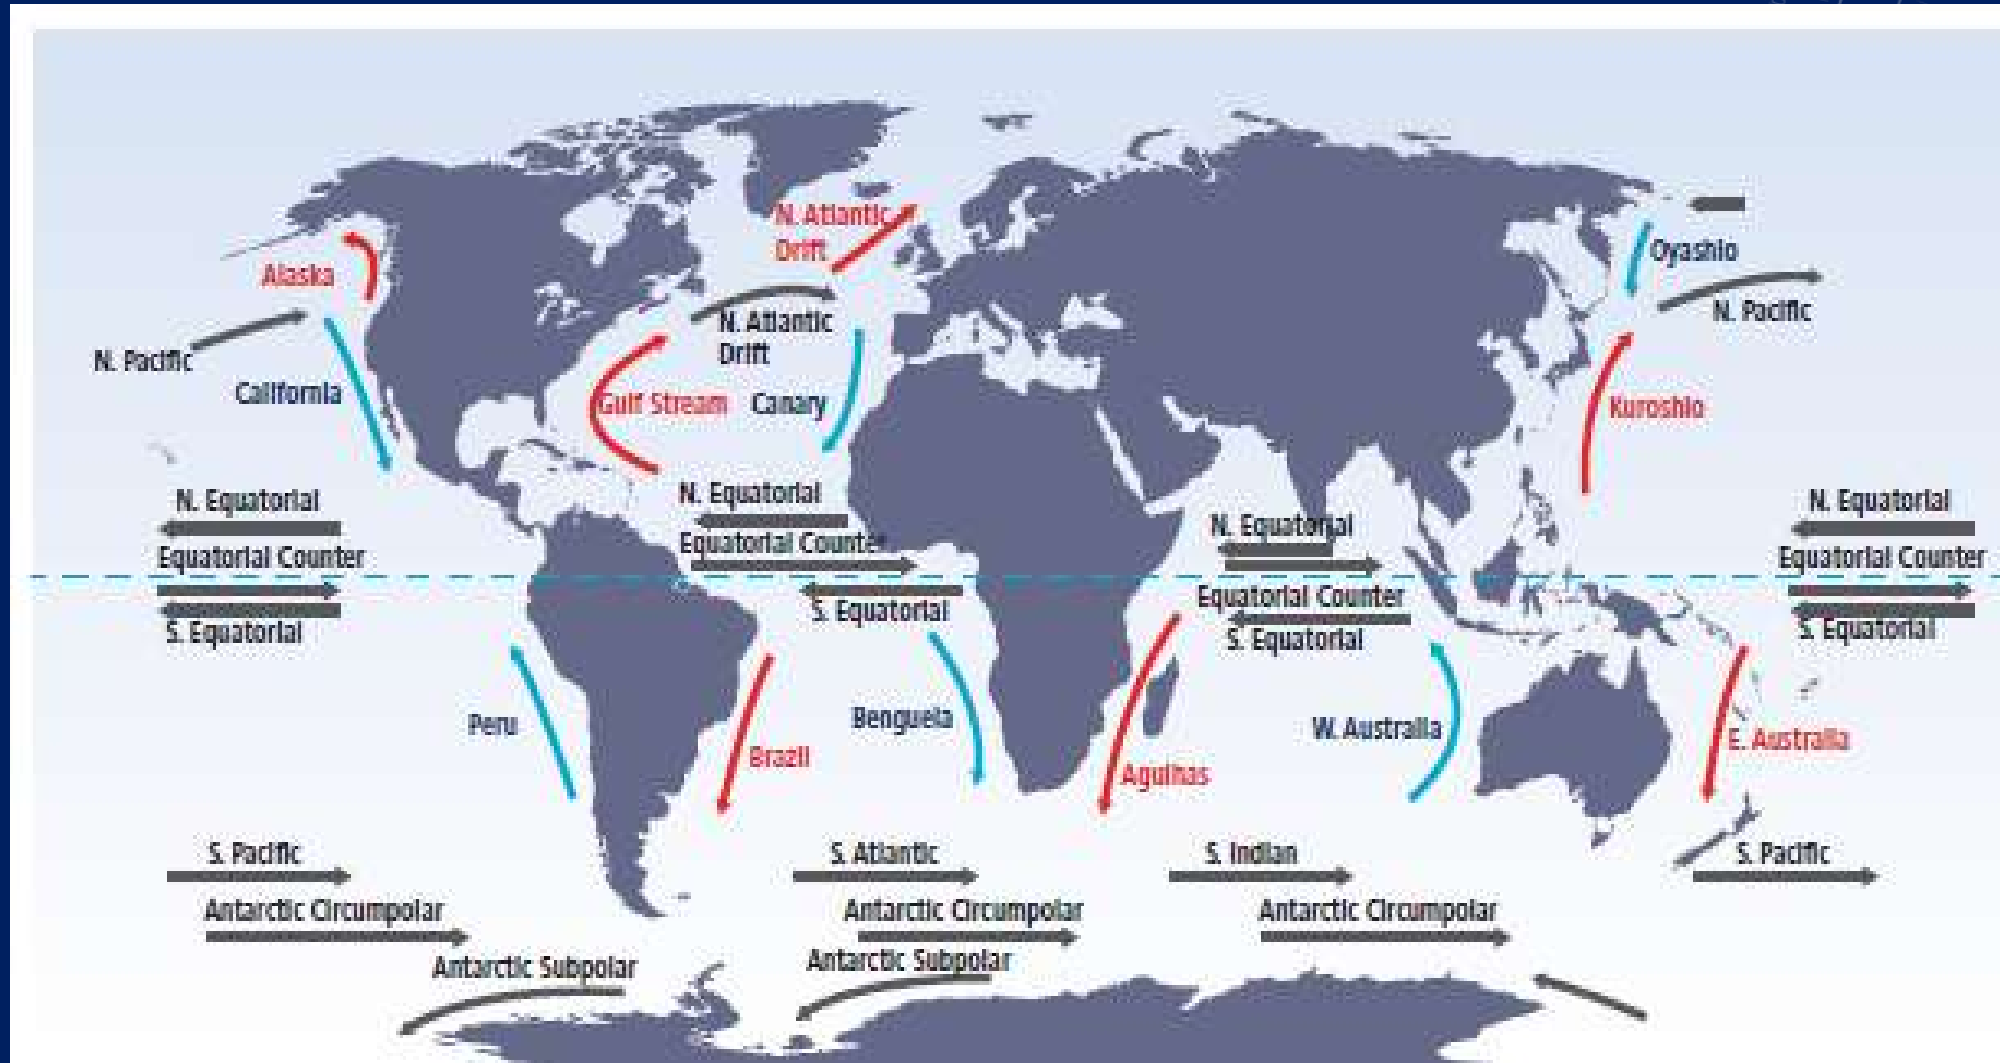 N. Atlantic
Drift
Oyashio
Alaska
N. Pacific
N. Atlantic
Drift
N. Pacific
California
Gulf Stream
Canary
Kuroshio
N. Equatorial
N. Equatorial
N. Equatorial
N. Equatorial
Equatorial Counter
Equatorial Counter
Equatorial Counter
Equatorial Counter
S. Equatorial
S. Equatorial
S. Equatorial
S. Equatorial
Peru
Brazil
Benguela
Agulhas
W. Australia
E. Australia
S. Pacific
S. Atlantic
S. Indian
S. Pacific
Antarctic Circumpolar
Antarctic Circumpolar
Antarctic Circumpolar
Antarctic Subpolar
Antarctic Subpolar